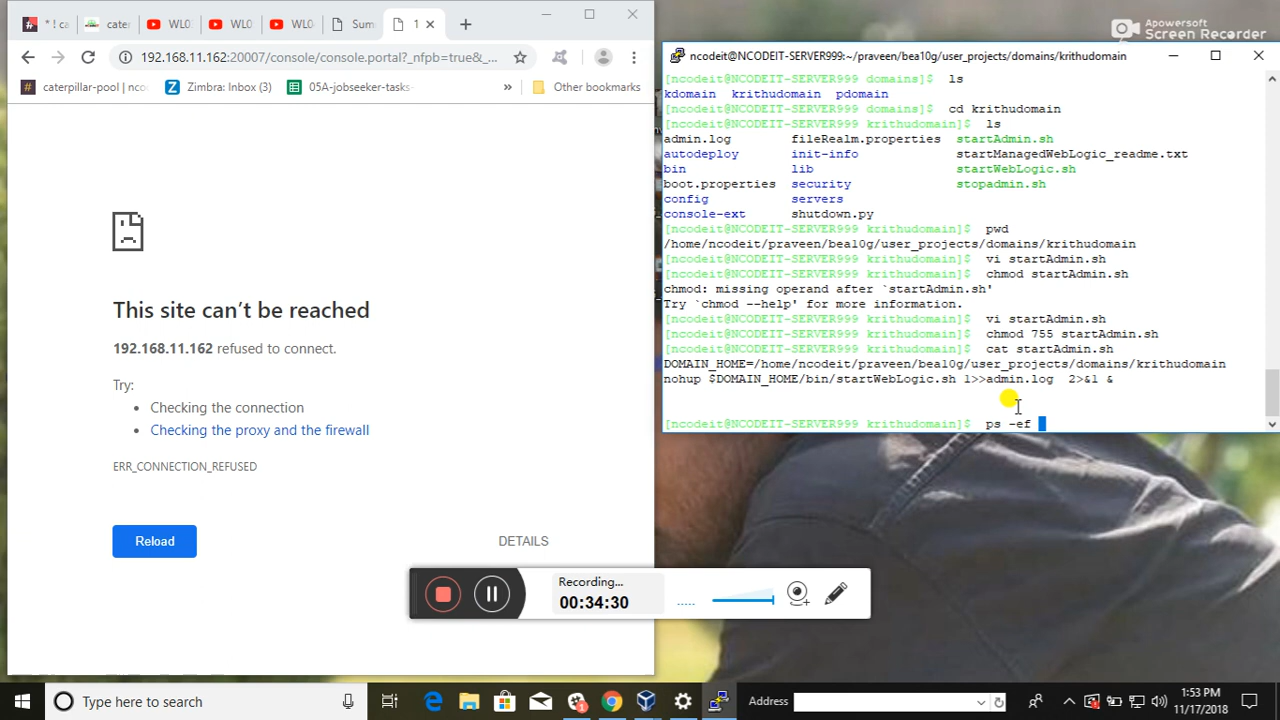 * ! ca
cater
WL0
WL0
WL0
Sum
1
192.168.11.162:20007/console/console.portal?_nfpb=true&_...
caterpillar-pool | nco
Zimbra: Inbox (3)
05A-jobseeker-tasks
»
Other bookmarks
This site can't be reached
192.168.11.162 refused to connect.
Try:
• Checking the connection
• Checking the proxy and the firewall
ERR_CONNECTION_REFUSED
Reload
DETAILS
Apowersoft
Screen Recorder
ncodeit@NCODEIT-SERVER999:~/praveen/bea10g/user_projects/domains/krithudomain
[ncodeit@NCODEIT-SERVER999 domains]$ ls
kdomain krithudomain pdomain
[ncodeit@NCODEIT-SERVER999 domains]$ cd krithudomain
[ncodeit@NCODEIT-SERVER999 krithudomain]$ ls
admin.log fileRealm.properties startAdmin.sh
autodeploy init-info startManagedWebLogic_readme.txt
bin lib startWebLogic.sh
boot.properties security stopadmin.sh
config servers
console-ext shutdown.py
[ncodeit@NCODEIT-SERVER999 krithudomain]$ pwd
/home/ncodeit/praveen/bea10g/user_projects/domains/krithudomain
[ncodeit@NCODEIT-SERVER999 krithudomain]$ vi startAdmin.sh
[ncodeit@NCODEIT-SERVER999 krithudomain]$ chmod startAdmin.sh
chmod: missing operand after `startAdmin.sh'
Try `chmod --help' for more information.
[ncodeit@NCODEIT-SERVER999 krithudomain]$ vi startAdmin.sh
[ncodeit@NCODEIT-SERVER999 krithudomain]$ chmod 755 startAdmin.sh
[ncodeit@NCODEIT-SERVER999 krithudomain]$ cat startAdmin.sh
DOMAIN_HOME=/home/ncodeit/praveen/bea10g/user_projects/domains/krithudomain
nohup $DOMAIN_HOME/bin/startWebLogic.sh 1>>admin.log 2>&1 &
[ncodeit@NCODEIT-SERVER999 krithudomain]$ ps -ef
Recording...
00:34:30
Type here to search
1
Address
1:53 PM
11/17/2018